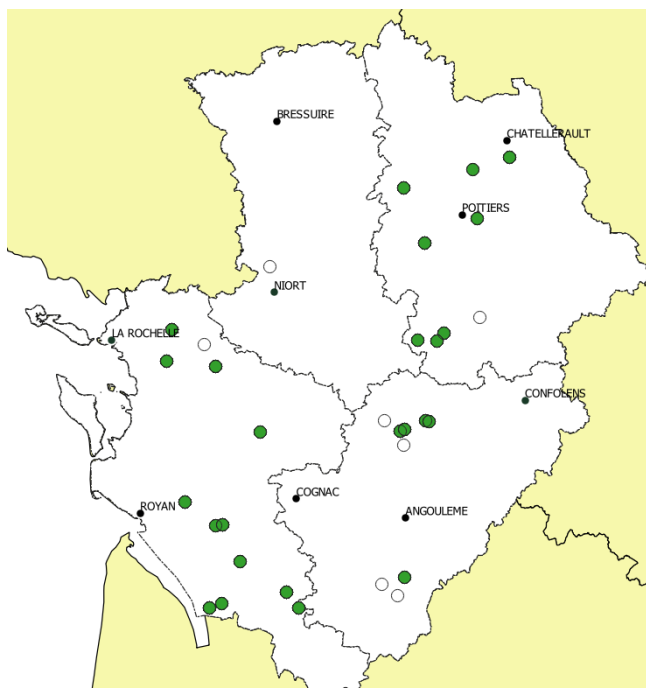 BRESSUIRE
CHATELLERAULT
POITIERS
NIORT
LA ROCHELLE
CONFOLENS
COGNAC
ROYAN
ANGOULEME